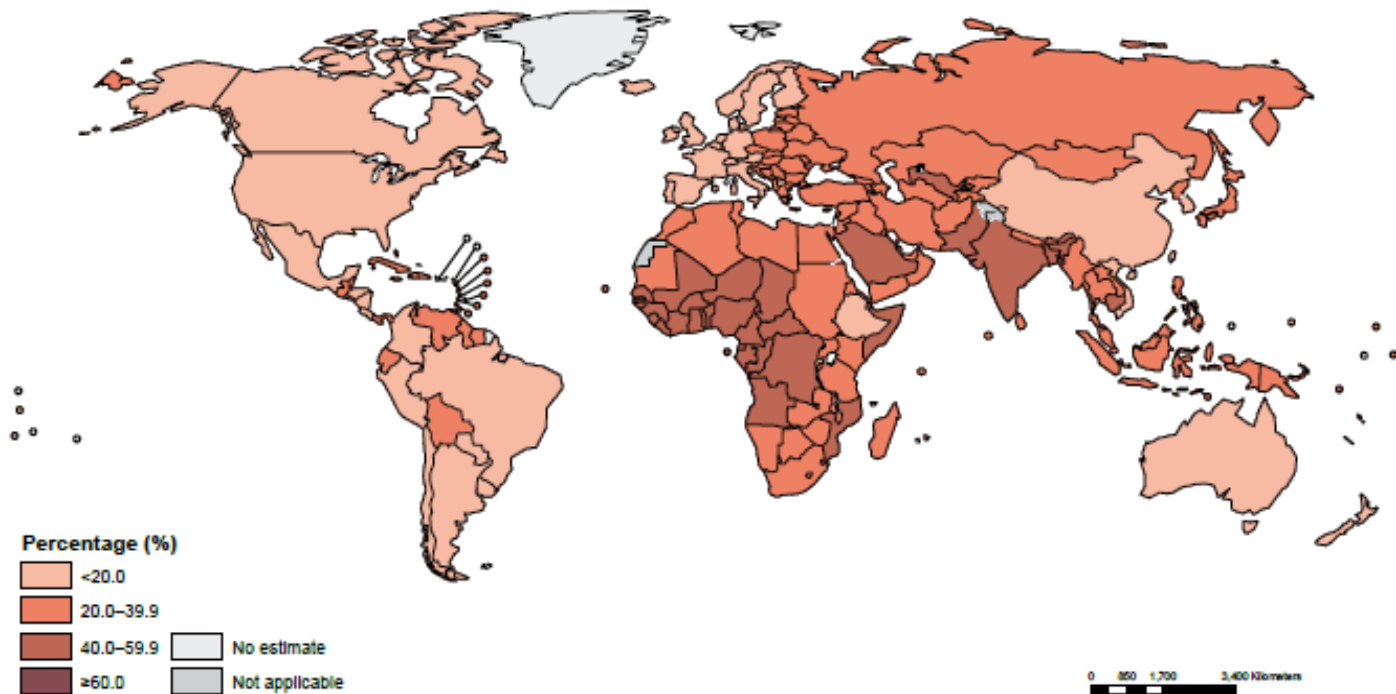 Percentage (%)
<20.0
20.0–39.9
40.0–59.9
≥60.0
No estimate
Not applicable
0 850 1,700 3,400 Kilometers